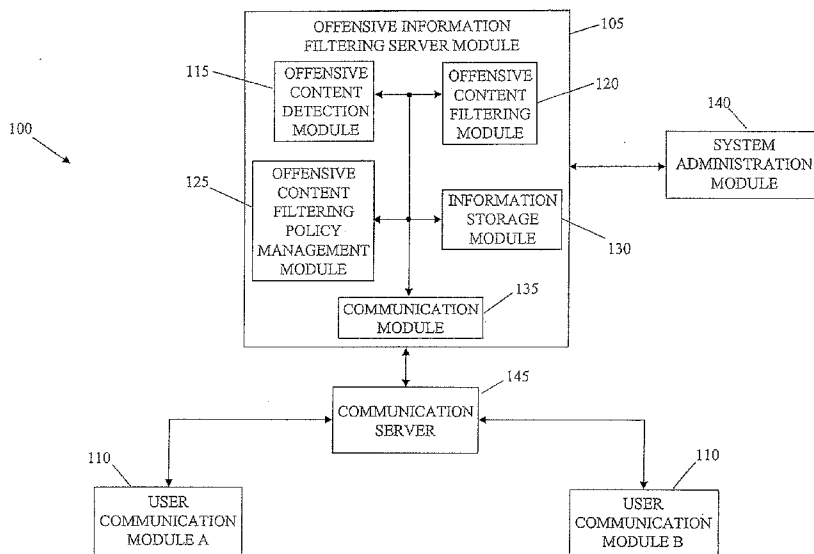 OFFENSIVE INFORMATION
FILTERING SERVER MODULE
105
115
OFFENSIVE
CONTENT
DETECTION
MODULE
OFFENSIVE
CONTENT
FILTERING
MODULE
120
140
SYSTEM
ADMINISTRATION
MODULE
100
125
OFFENSIVE
CONTENT
FILTERING
POLICY
MANAGEMENT
MODULE
INFORMATION
STORAGE
MODULE
130
135
COMMUNICATION
MODULE
145
COMMUNICATION
SERVER
110
USER
COMMUNICATION
MODULE A
110
USER
COMMUNICATION
MODULE B